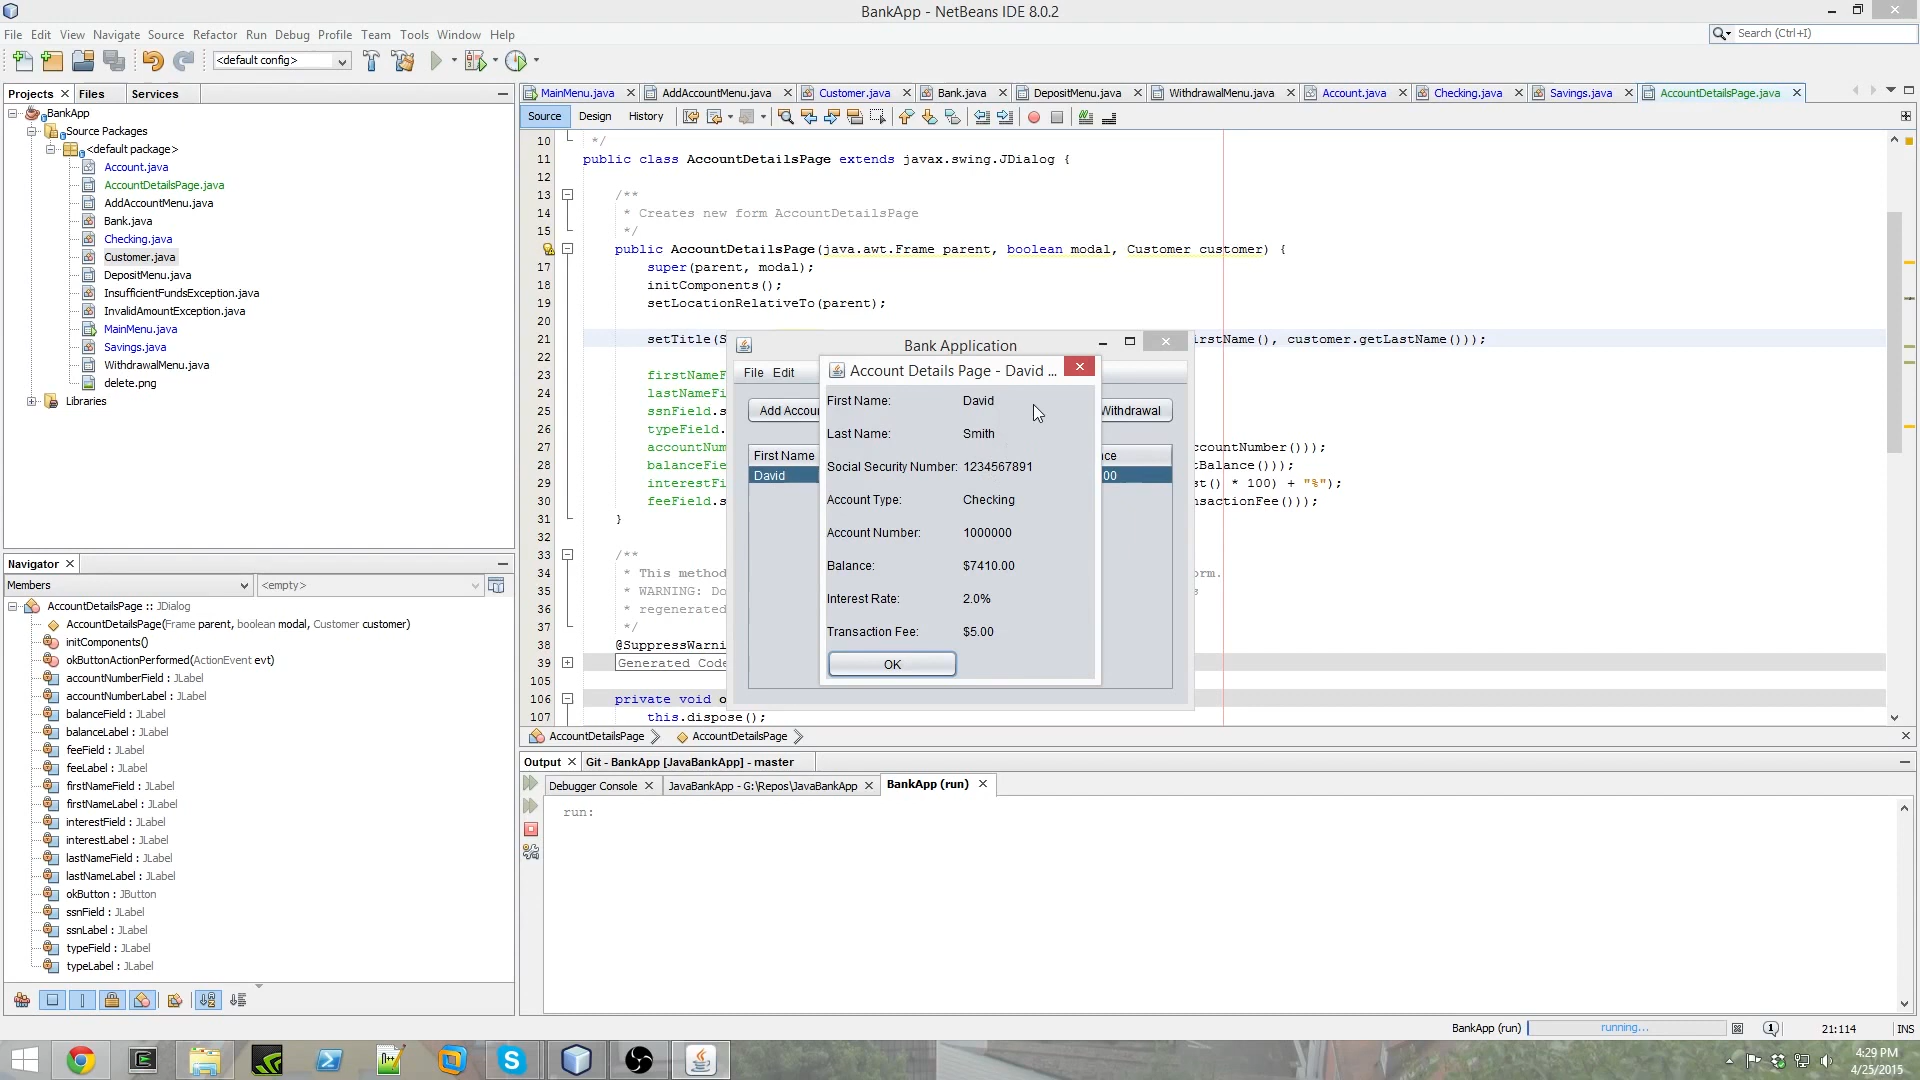 BankApp - NetBeans IDE 8.0.2
File Edit View Navigate Source Refactor Run Debug Profile Team Tools Window Help
Search (Ctrl+I)
<default config>
Projects Files Services
MainMenu.java AddAccountMenu.java Customer.java Bank.java DepositMenu.java WithdrawalMenu.java Account.java Checking.java Savings.java AccountDetailsPage.java
Source Design History
BankApp
Source Packages
<default package>
Account.java
AccountDetailsPage.java
AddAccountMenu.java
Bank.java
Checking.java
Customer.java
DepositMenu.java
InsufficientFundsException.java
InvalidAmountException.java
MainMenu.java
Savings.java
WithdrawalMenu.java
delete.png
Libraries
10 */
11 public class AccountDetailsPage extends javax.swing.JDialog {
12
13 /**
14 * Creates new form AccountDetailsPage
15 */
public AccountDetailsPage(java.awt.Frame parent, boolean modal, Customer customer) {
17 super(parent, modal);
18 initComponents();
19 setLocationRelativeTo(parent);
20
21 setTitle(S irstName(), customer.getLastName()));
22
23 firstNameF
24 lastNameFi
25 ssnField.s
26 typeField.
27 accountNum ccountNumber()));
28 balanceFie tBalance()));
29 interestFi st() * 100) + "%");
30 feeField.s nsactionFee()));
31 }
32
33 /**
34 * This method orm.
35 * WARNING: Do s
36 * regenerated
37 */
38 @SuppressWarni
39 Generated Code
105
106 private void o
107 this.dispose();
Bank Application
File Edit
Add Accou Withdrawal
First Name nce
David 00
Account Details Page - David ...
First Name: David
Last Name: Smith
Social Security Number: 1234567891
Account Type: Checking
Account Number: 1000000
Balance: $7410.00
Interest Rate: 2.0%
Transaction Fee: $5.00
OK
AccountDetailsPage AccountDetailsPage
Navigator
Members <empty>
AccountDetailsPage :: JDialog
AccountDetailsPage(Frame parent, boolean modal, Customer customer)
initComponents()
okButtonActionPerformed(ActionEvent evt)
accountNumberField : JLabel
accountNumberLabel : JLabel
balanceField : JLabel
balanceLabel : JLabel
feeField : JLabel
feeLabel : JLabel
firstNameField : JLabel
firstNameLabel : JLabel
interestField : JLabel
interestLabel : JLabel
lastNameField : JLabel
lastNameLabel : JLabel
okButton : JButton
ssnField : JLabel
ssnLabel : JLabel
typeField : JLabel
typeLabel : JLabel
Output Git - BankApp [JavaBankApp] - master
Debugger Console JavaBankApp - G:\Repos\JavaBankApp BankApp (run)
run:
BankApp (run) running... 1 21:114 INS
4:29 PM
4/25/2015